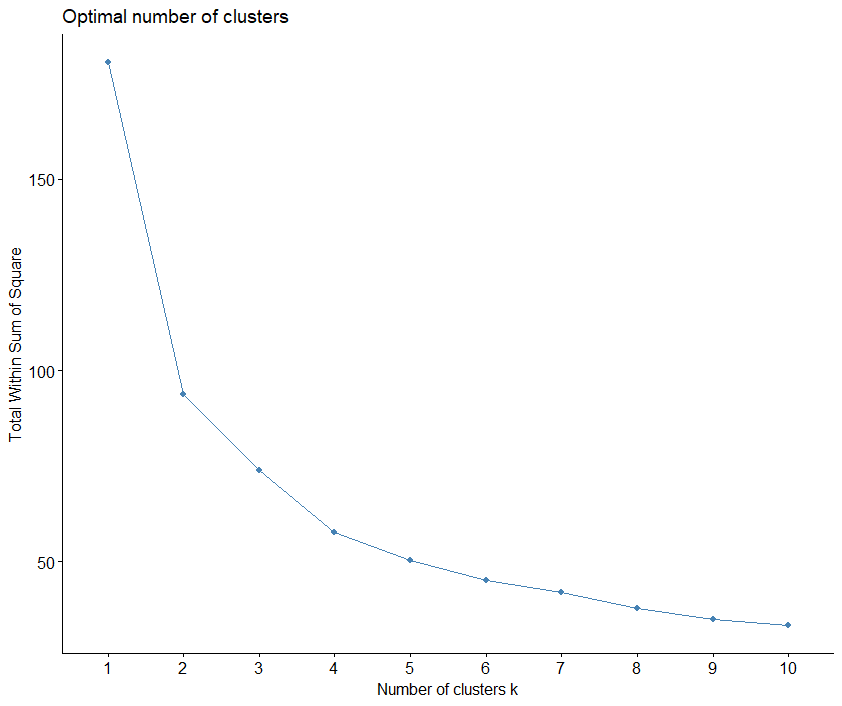 Optimal number of clusters
150
100
50
Total Within Sum of Square
1 2 3 4 5 6 7 8 9 10
Number of clusters k